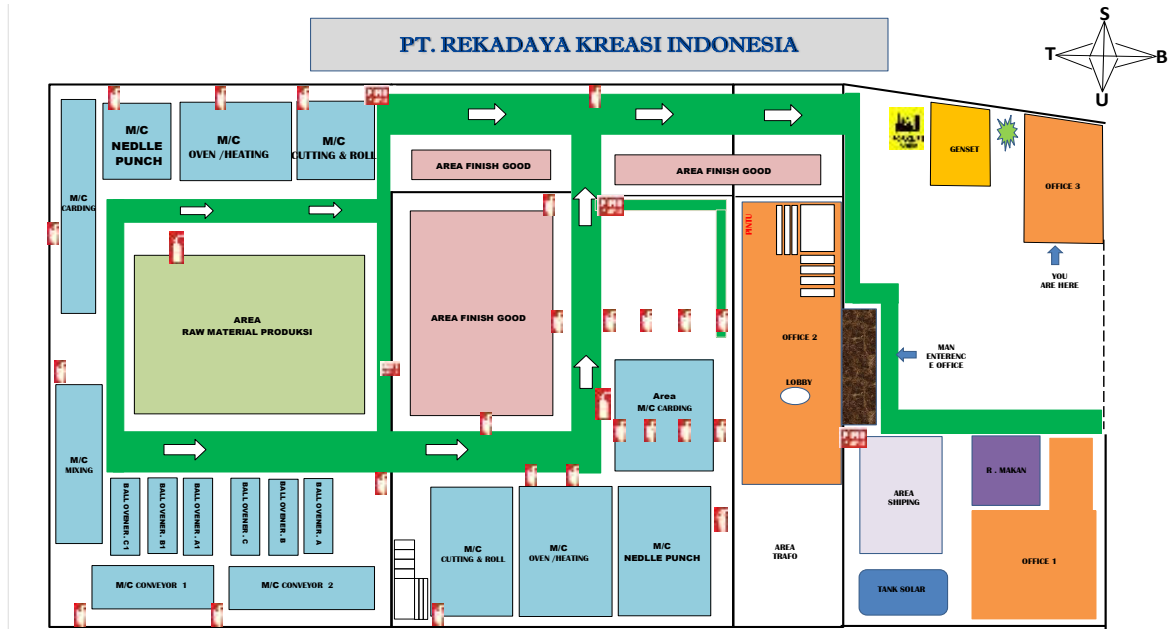 PT. REKADAYA KREASI INDONESIA
S
T
B
U
M/C
NEDLLE
PUNCH
M/C
OVEN /HEATING
M/C
CUTTING & ROLL
M/C
CARDING
AREA FINISH GOOD
AREA FINISH GOOD
GENSET
OFFICE 3
YOU
ARE HERE
PINTU
AREA
RAW MATERIAL PRODUKSI
AREA FINISH GOOD
OFFICE 2
LOBBY
MAN
ENTERENC
E OFFICE
Area
M/C CARDING
M/C
MIXING
BALL OVENER. C1
BALL OVENER. B1
BALL OVENER. A1
BALL OVENER. C
BALL OVENER. B
BALL OVENER. A
M/C CONVEYOR 1
M/C CONVEYOR 2
M/C
CUTTING & ROLL
M/C
OVEN /HEATING
M/C
NEDLLE PUNCH
AREA
TRAFO
AREA
SHIPING
R . MAKAN
TANK SOLAR
OFFICE 1